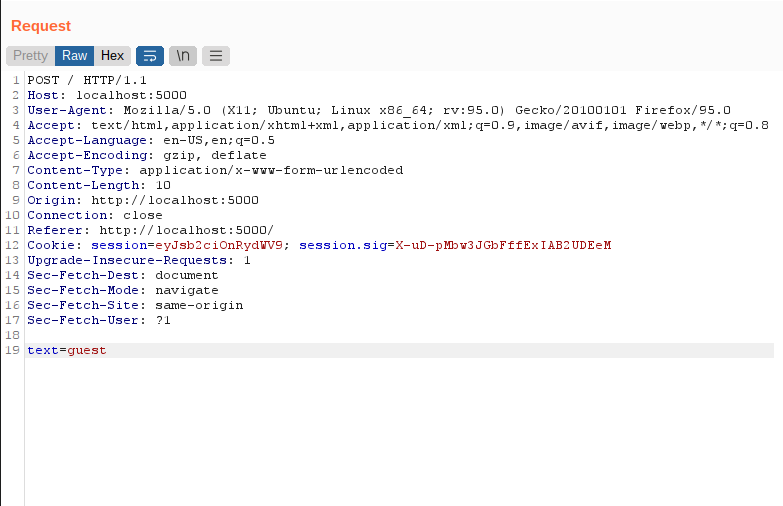 Request
Pretty Raw Hex \n
1 POST / HTTP/1.1
2 Host: localhost:5000
3 User-Agent: Mozilla/5.0 (X11; Ubuntu; Linux x86_64; rv:95.0) Gecko/20100101 Firefox/95.0
4 Accept: text/html,application/xhtml+xml,application/xml;q=0.9,image/avif,image/webp,*/*;q=0.8
5 Accept-Language: en-US,en;q=0.5
6 Accept-Encoding: gzip, deflate
7 Content-Type: application/x-www-form-urlencoded
8 Content-Length: 10
9 Origin: http://localhost:5000
10 Connection: close
11 Referer: http://localhost:5000/
12 Cookie: session=eyJsb2ciOnRydWV9; session.sig=X-uD-pMbw3JGbFffExIAB2UDEeM
13 Upgrade-Insecure-Requests: 1
14 Sec-Fetch-Dest: document
15 Sec-Fetch-Mode: navigate
16 Sec-Fetch-Site: same-origin
17 Sec-Fetch-User: ?1
18
19 text=guest